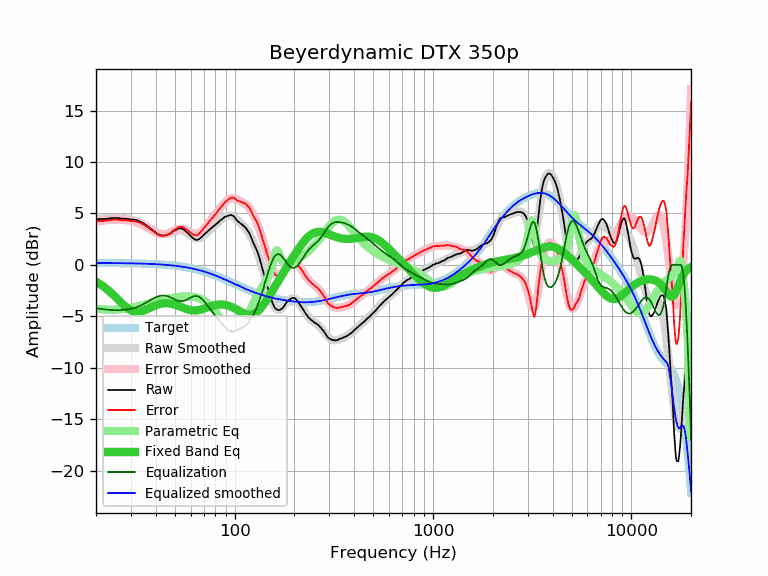 Beyerdynamic DTX 350p
Amplitude (dBr)
15
10
5
0
−5
−10
−15
−20
Target
Raw Smoothed
Error Smoothed
Raw
Error
Parametric Eq
Fixed Band Eq
Equalization
Equalized smoothed
100
1000
10000
Frequency (Hz)